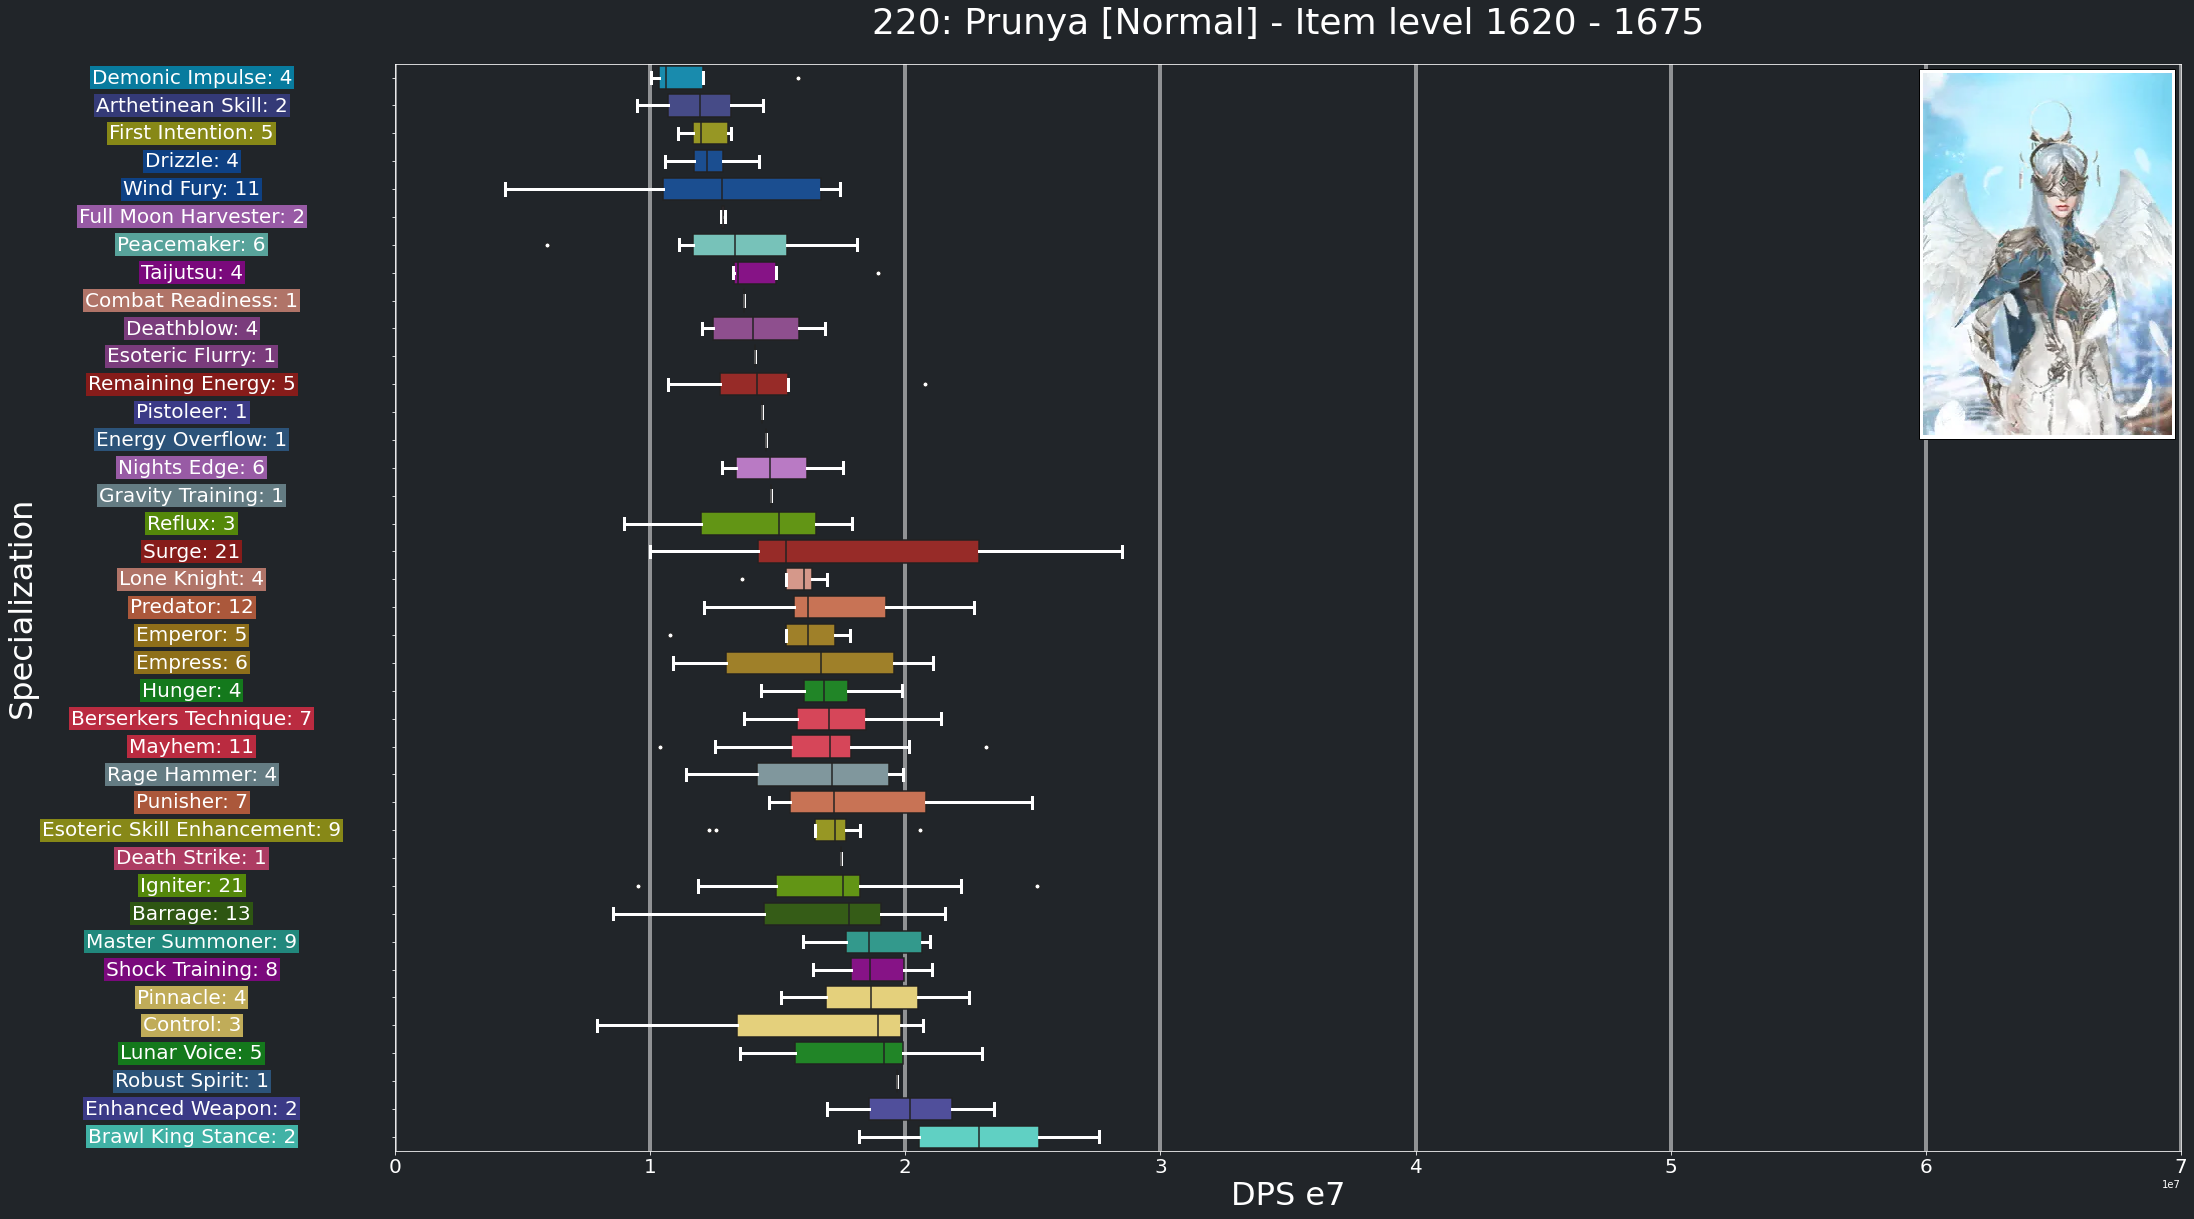 220: Prunya [Normal] - Item level 1620 - 1675
Demonic Impulse: 4
Arthetinean Skill: 2
First Intention: 5
Drizzle: 4
Wind Fury: 11
Full Moon Harvester: 2
Peacemaker: 6
Taijutsu: 4
Combat Readiness: 1
Deathblow: 4
Esoteric Flurry: 1
Remaining Energy: 5
Pistoleer: 1
Energy Overflow: 1
Nights Edge: 6
Gravity Training: 1
Reflux: 3
Surge: 21
Lone Knight: 4
Predator: 12
Emperor: 5
Empress: 6
Hunger: 4
Berserkers Technique: 7
Mayhem: 11
Rage Hammer: 4
Punisher: 7
Esoteric Skill Enhancement: 9
Death Strike: 1
Igniter: 21
Barrage: 13
Master Summoner: 9
Shock Training: 8
Pinnacle: 4
Control: 3
Lunar Voice: 5
Robust Spirit: 1
Enhanced Weapon: 2
Brawl King Stance: 2
Specialization
0 1 2 3 4 5 6 7
1e7
DPS e7